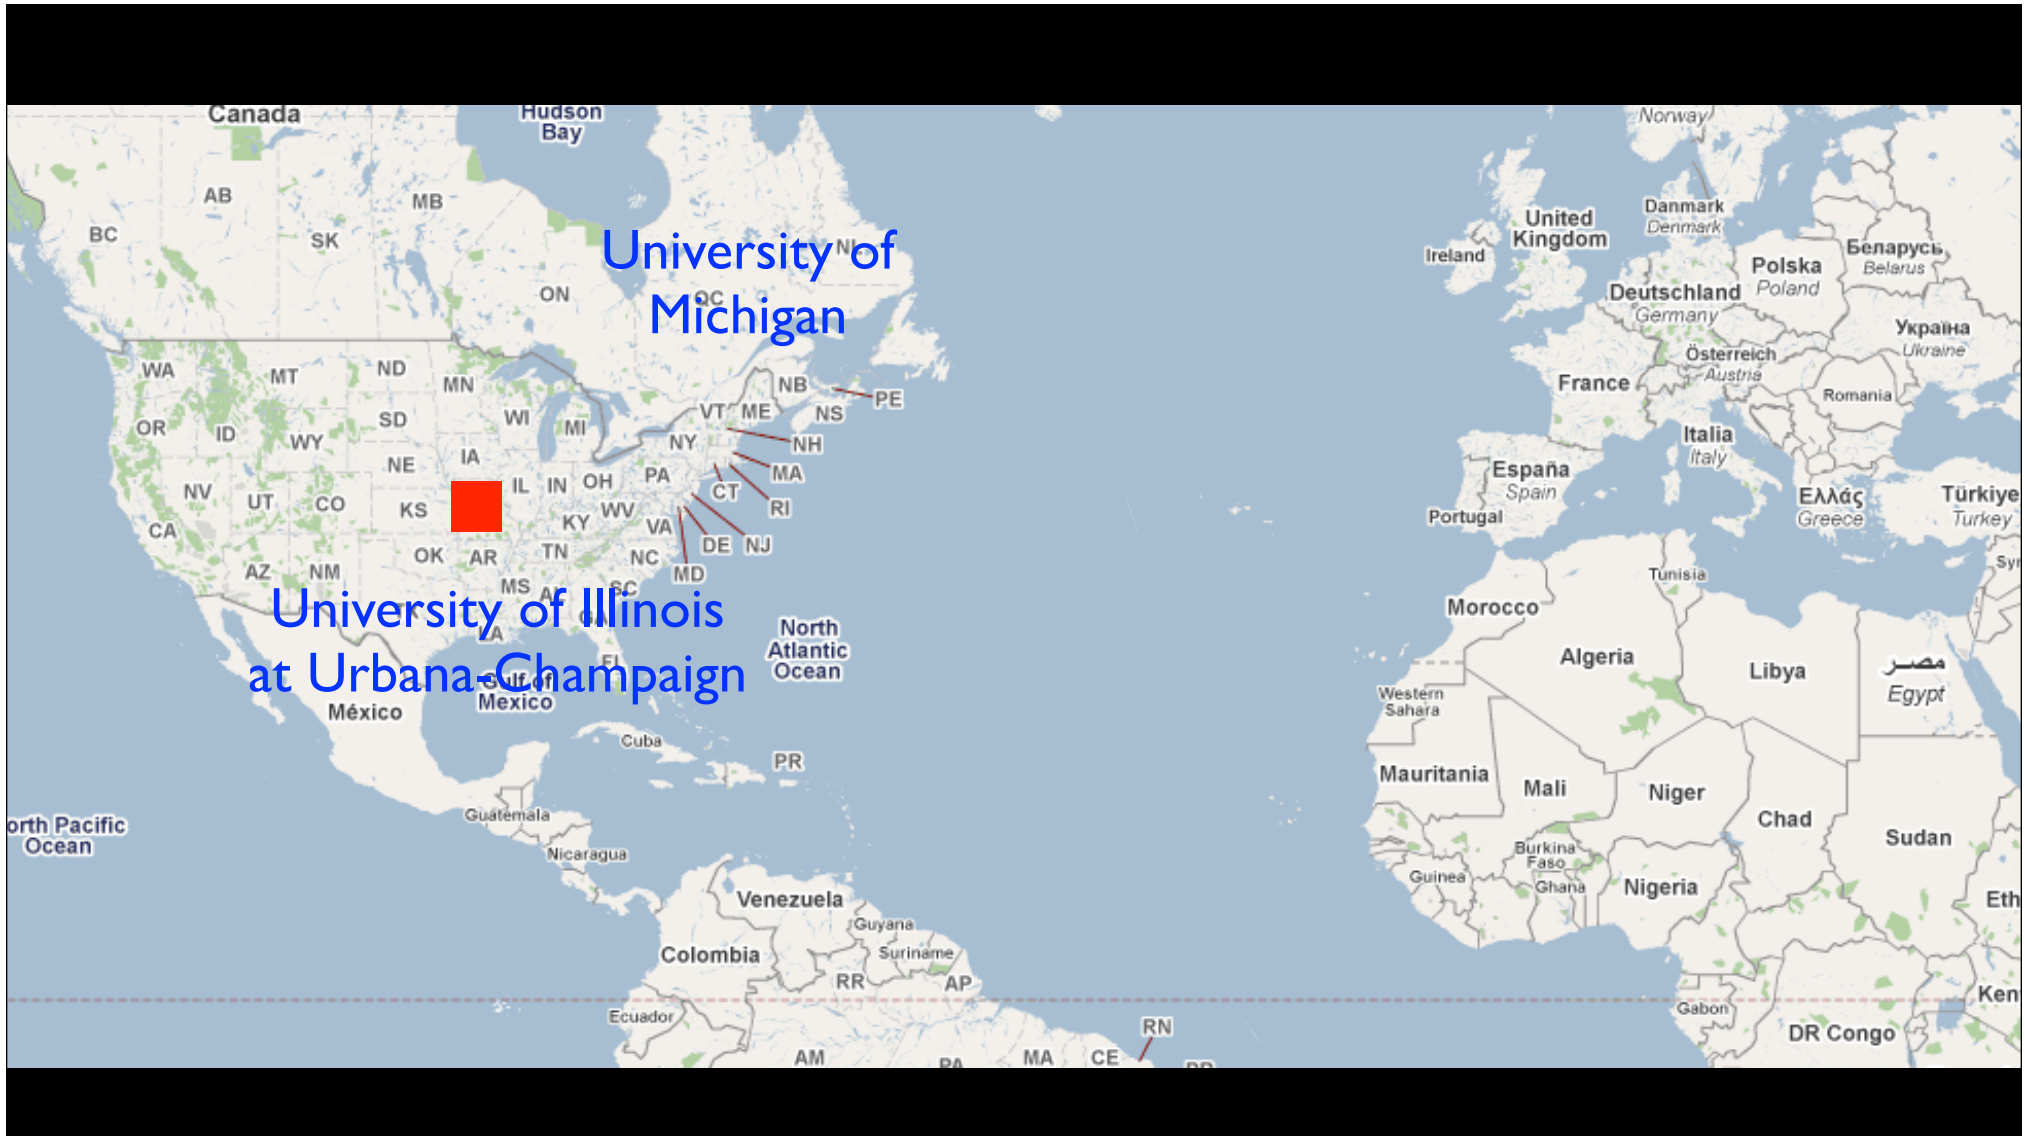 Canada
Hudson
Bay
Norway
AB
MB
BC
SK
University of
Michigan
NL
ON
QC
Danmark
Denmark
United
Kingdom
Ireland
Беларусь
Belarus
Polska
Poland
Deutschland
Germany
Україна
Ukraine
Österreich
Austria
France
Romania
WA
MT
ND
MN
NB
PE
OR
ID
WY
SD
WI
MI
VT
ME
NS
NY
NH
Italia
Italy
NE
IA
PA
MA
NV
UT
CO
KS
IL
IN
OH
CT
RI
España
Spain
Portugal
Ελλάς
Greece
Türkiye
Turkey
CA
KY
WV
VA
DE
NJ
OK
AR
TN
NC
MD
AZ
NM
MS
SC
GA
LA
University of Illinois
at Urbana-Champaign
Gulf of
Mexico
México
North
Atlantic
Ocean
Tunisia
Morocco
Algeria
Libya
مصر
Egypt
Western
Sahara
Cuba
PR
Mauritania
Mali
Niger
Chad
Sudan
Guatemala
Nicaragua
orth Pacific
Ocean
Burkina
Faso
Guinea
Ghana
Nigeria
Eth
Venezuela
Guyana
Suriname
Colombia
RR
AP
Ecuador
Gabon
Ken
DR Congo
RN
AM
PA
MA
CE